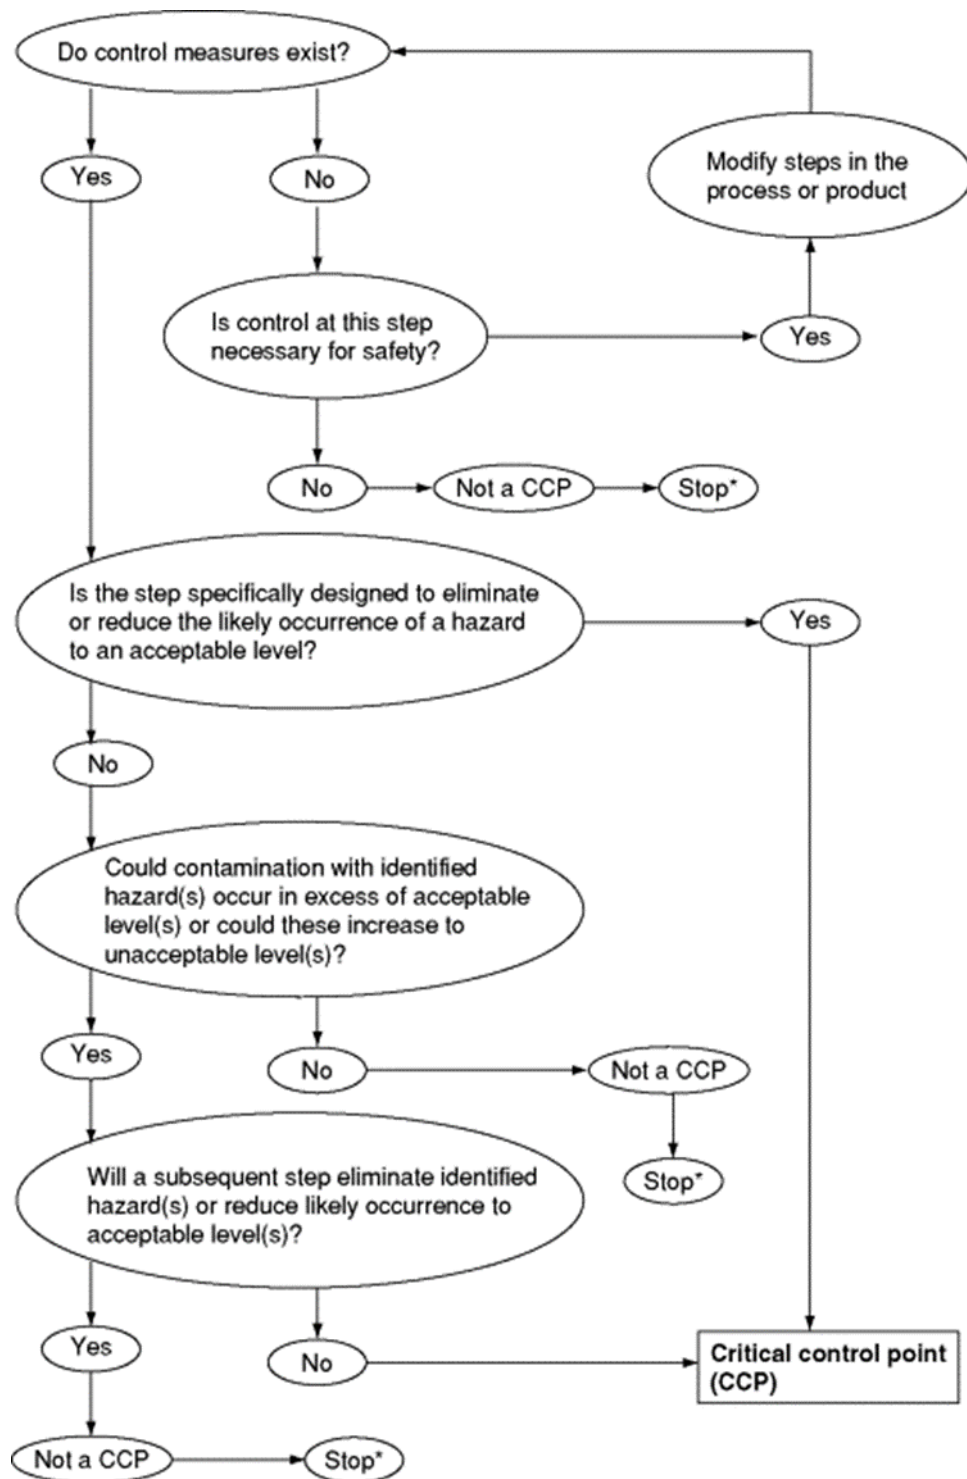 Do control measures exist?
Yes
No
Modify steps in the
process or product
Is control at this step
necessary for safety?
Yes
No
Not a CCP
Stop*
Is the step specifically designed to eliminate
or reduce the likely occurrence of a hazard
to an acceptable level?
Yes
No
Could contamination with identified
hazard(s) occur in excess of acceptable
level(s) or could these increase to
unacceptable level(s)?
Yes
No
Not a CCP
Stop*
Will a subsequent step eliminate identified
hazard(s) or reduce likely occurrence to
acceptable level(s)?
Yes
No
Critical control point
(CCP)
Not a CCP
Stop*